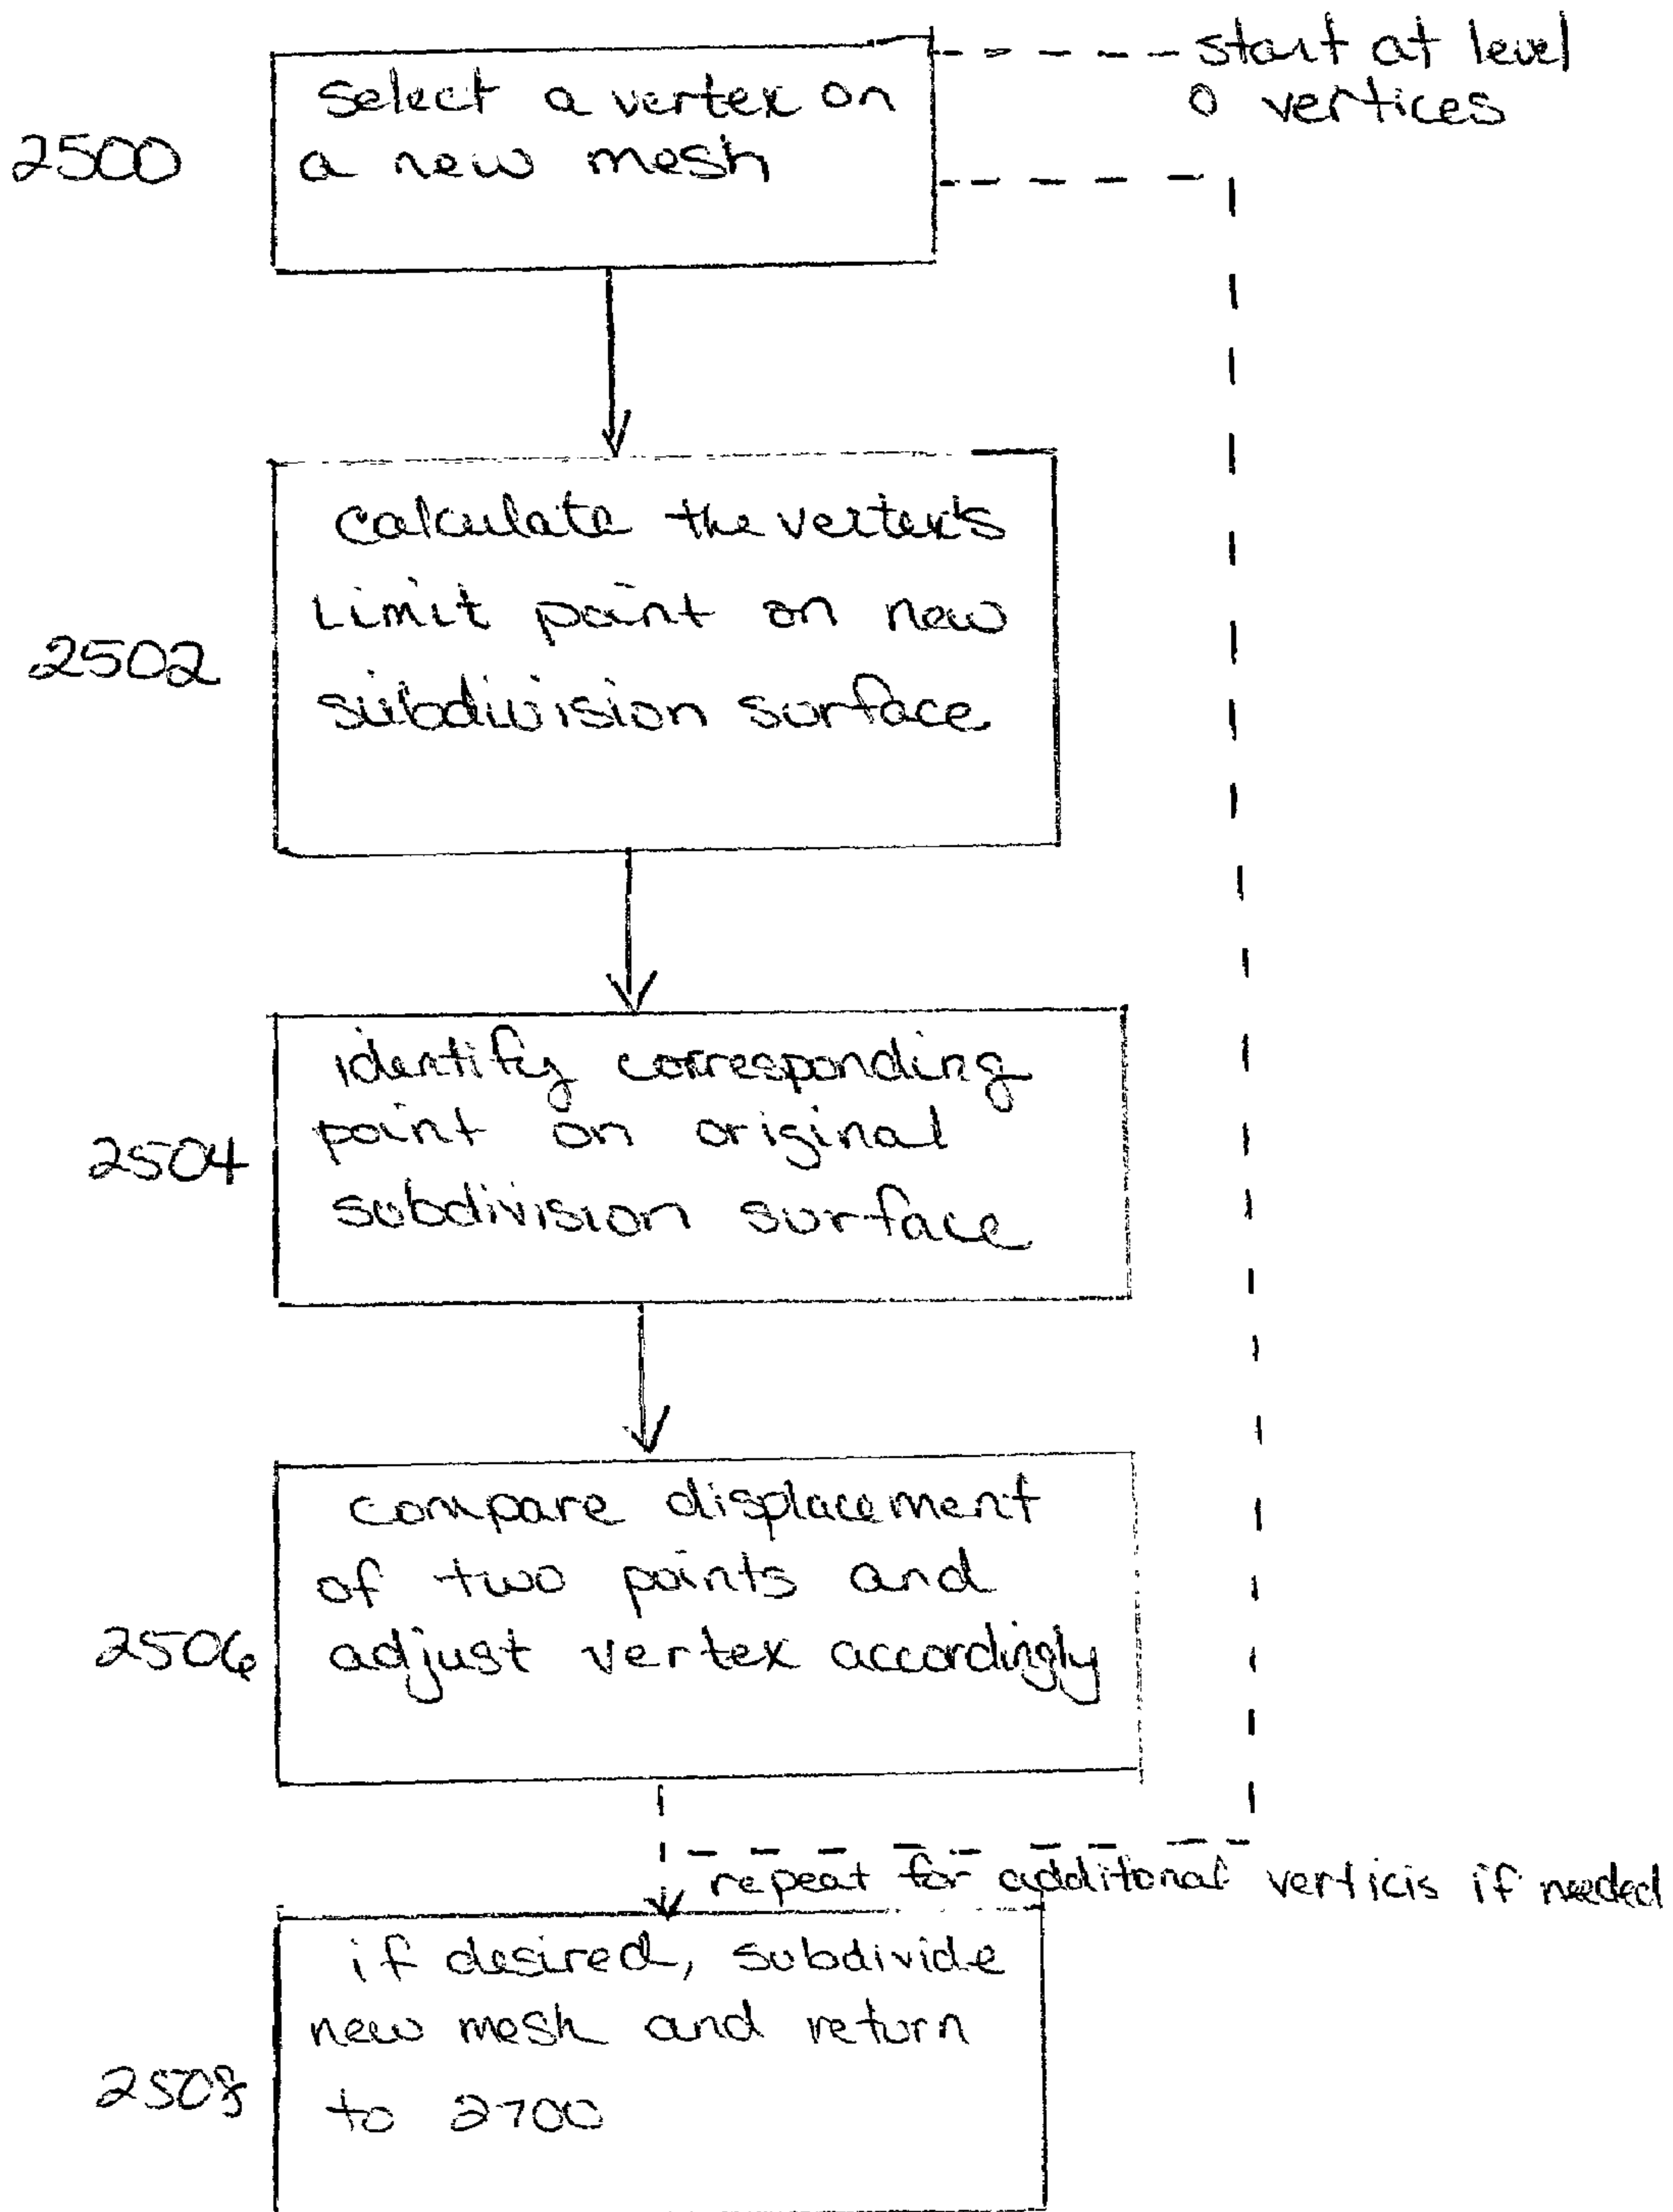 start at level
0 vertices
2500
select a vertex on
a new mesh
2502
calculate the vertex's
Limit point on new
subdivision surface
2504
identify corresponding
point on original
subdivision surface
2506
compare displacement
of two points and
adjust vertex accordingly
repeat for additional verticis if needed
2508
if desired, subdivide
new mesh and return
to 2700